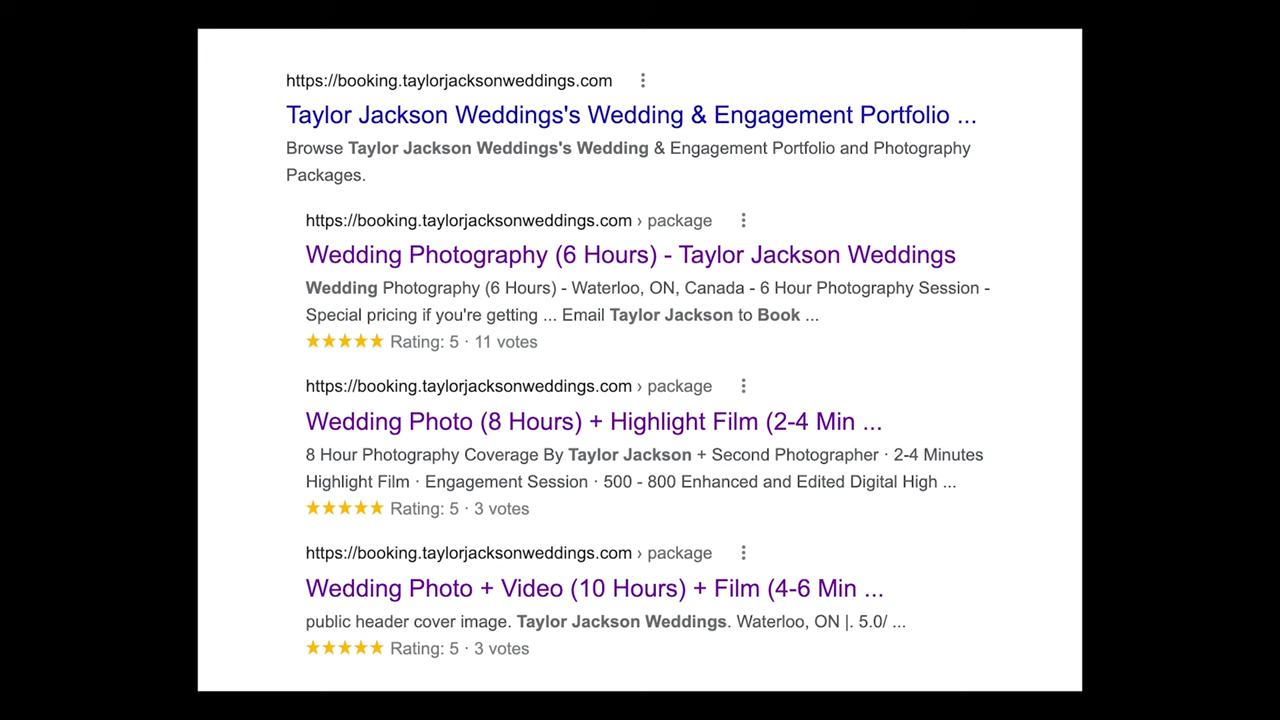 https://booking.taylorjacksonweddings.com
Taylor Jackson Weddings's Wedding & Engagement Portfolio ...
Browse Taylor Jackson Weddings's Wedding & Engagement Portfolio and Photography
Packages.
https://booking.taylorjacksonweddings.com › package
Wedding Photography (6 Hours) - Taylor Jackson Weddings
Wedding Photography (6 Hours) - Waterloo, ON, Canada - 6 Hour Photography Session -
Special pricing if you're getting ... Email Taylor Jackson to Book ...
★★★★★ Rating: 5 · 11 votes
https://booking.taylorjacksonweddings.com › package
Wedding Photo (8 Hours) + Highlight Film (2-4 Min ...
8 Hour Photography Coverage By Taylor Jackson + Second Photographer · 2-4 Minutes
Highlight Film · Engagement Session · 500 - 800 Enhanced and Edited Digital High ...
★★★★★ Rating: 5 · 3 votes
https://booking.taylorjacksonweddings.com › package
Wedding Photo + Video (10 Hours) + Film (4-6 Min ...
public header cover image. Taylor Jackson Weddings. Waterloo, ON |. 5.0/ ...
★★★★★ Rating: 5 · 3 votes